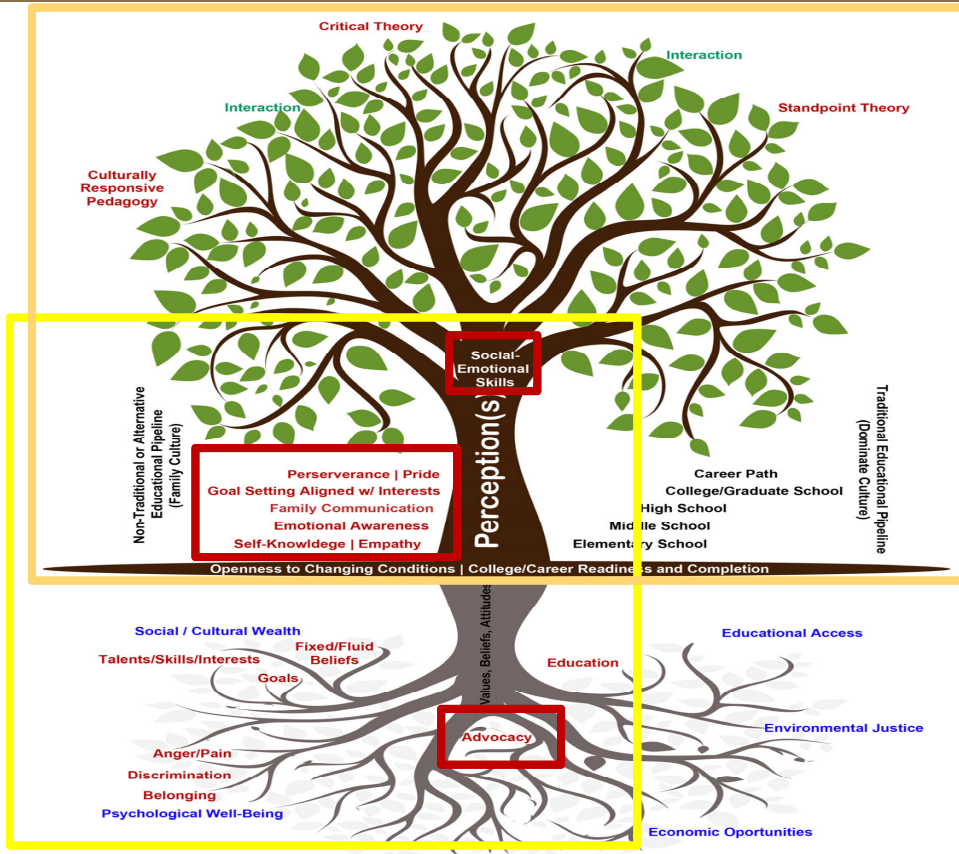 Critical Theory
Interaction
Interaction
Standpoint Theory
Culturally
Responsive
Pedagogy
Social-
Emotional
Skills
Perception(s)
Non-Traditional or Alternative
Educational Pipeline
(Family Culture)
Perserverance | Pride
Goal Setting Aligned w/ Interests
Family Communication
Emotional Awareness
Self-Knowldege | Empathy
Career Path
College/Graduate School
High School
Middle School
Elementary School
Traditional Educational Pipeline
(Dominate Culture)
Openness to Changing Conditions | College/Career Readiness and Completion
Values, Beliefs, Attitudes
Social / Cultural Wealth
Fixed/Fluid
Beliefs
Talents/Skills/Interests
Goals
Education
Educational Access
Advocacy
Environmental Justice
Anger/Pain
Discrimination
Belonging
Psychological Well-Being
Economic Oportunities